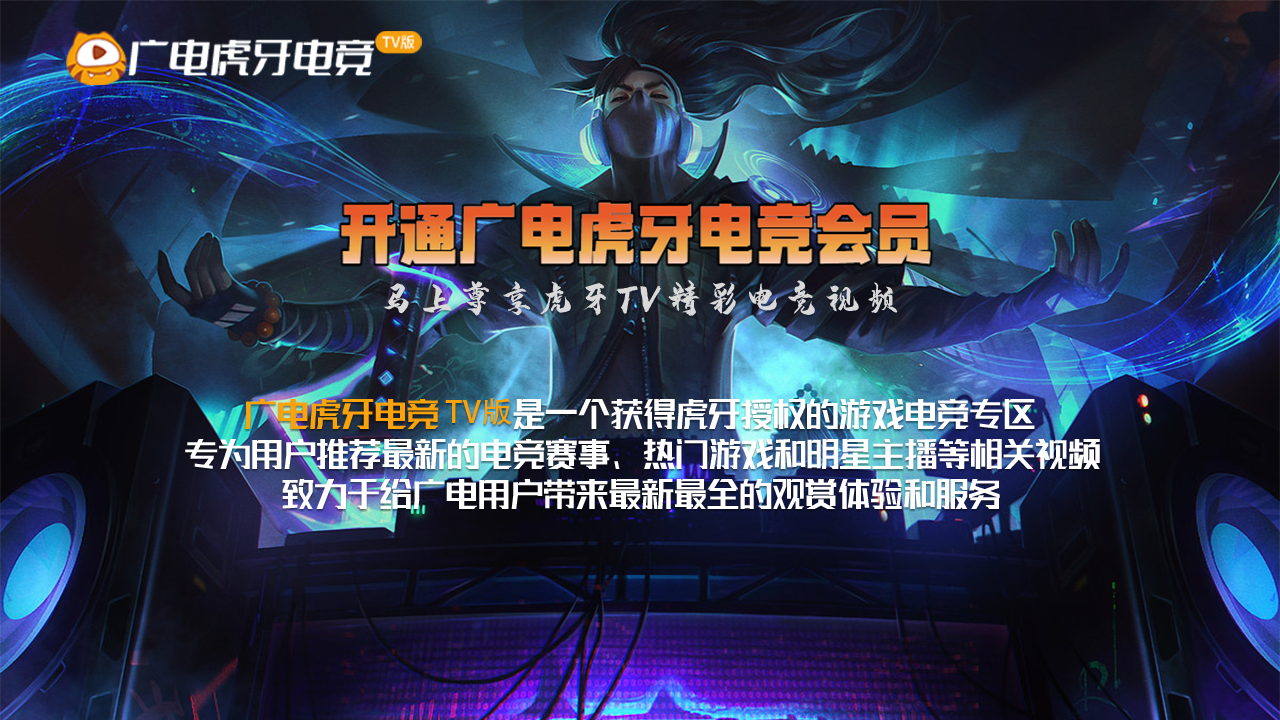 广电虎牙电竞 TV版
开通广电虎牙电竞会员
马上尊享虎牙TV精彩电竞视频
广电虎牙电竞TV版是一个获得虎牙授权的游戏电竞专区
专为用户推荐最新的电竞赛事、热门游戏和明星主播等相关视频
致力于给广电用户带来最新最全的观赏体验和服务